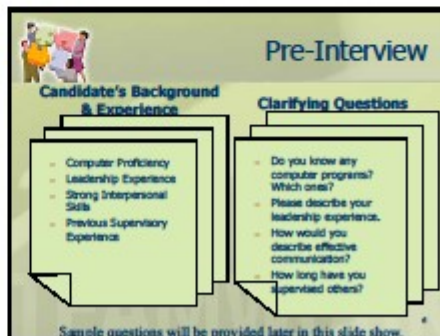 Pre-Interview
Candidate's Background
& Experience
Computer Proficiency
Leadership Experience
Strong Interpersonal
Skills
Previous Supervisory
Experience
Clarifying Questions
Do you know any
computer programs?
Which ones?
Please describe your
leadership experience.
How would you
describe effective
communication?
How long have you
supervised others?
Sample questions will be provided later in this slide show.